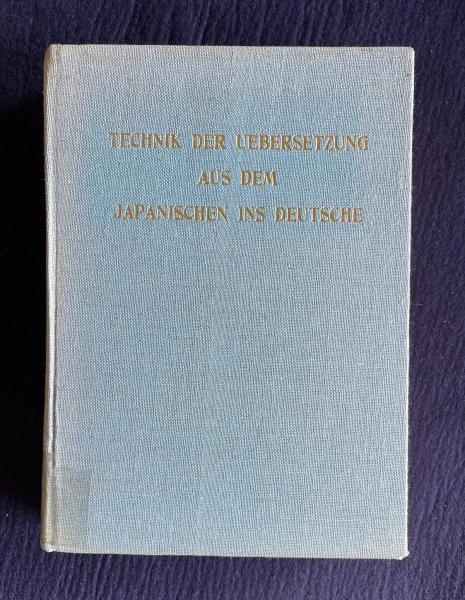 TECHNIK DER UEBERSETZUNG
AUS DEM
JAPANISCHEN INS DEUTSCHE